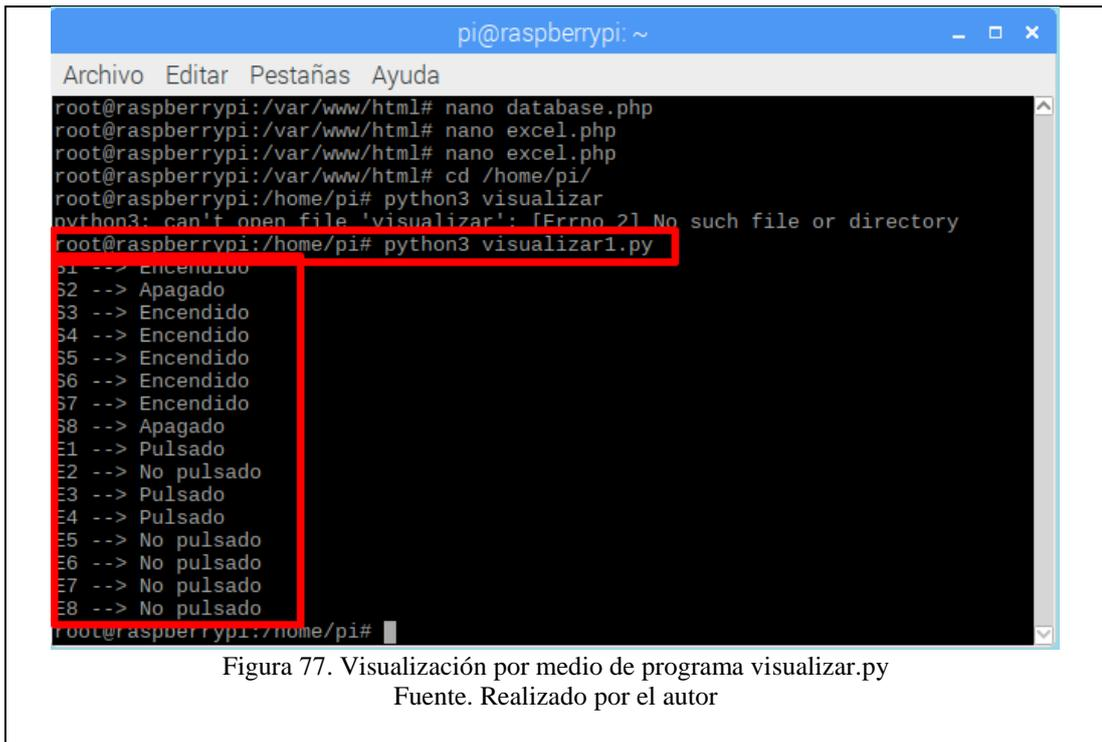 pi@raspberrypi: ~
Archivo Editar Pestañas Ayuda
root@raspberrypi:/var/www/html# nano database.php
root@raspberrypi:/var/www/html# nano excel.php
root@raspberrypi:/var/www/html# nano excel.php
root@raspberrypi:/var/www/html# cd /home/pi/
root@raspberrypi:/home/pi# python3 visualizar
python3: can't open file 'visualizar': [Errno 2] No such file or directory
root@raspberrypi:/home/pi# python3 visualizar1.py
S1 --> Encendido
S2 --> Apagado
S3 --> Encendido
S4 --> Encendido
S5 --> Encendido
S6 --> Encendido
S7 --> Encendido
S8 --> Apagado
E1 --> Pulsado
E2 --> No pulsado
E3 --> Pulsado
E4 --> Pulsado
E5 --> No pulsado
E6 --> No pulsado
E7 --> No pulsado
E8 --> No pulsado
root@raspberrypi:/home/pi#
Figura 77. Visualización por medio de programa visualizar.py
Fuente. Realizado por el autor